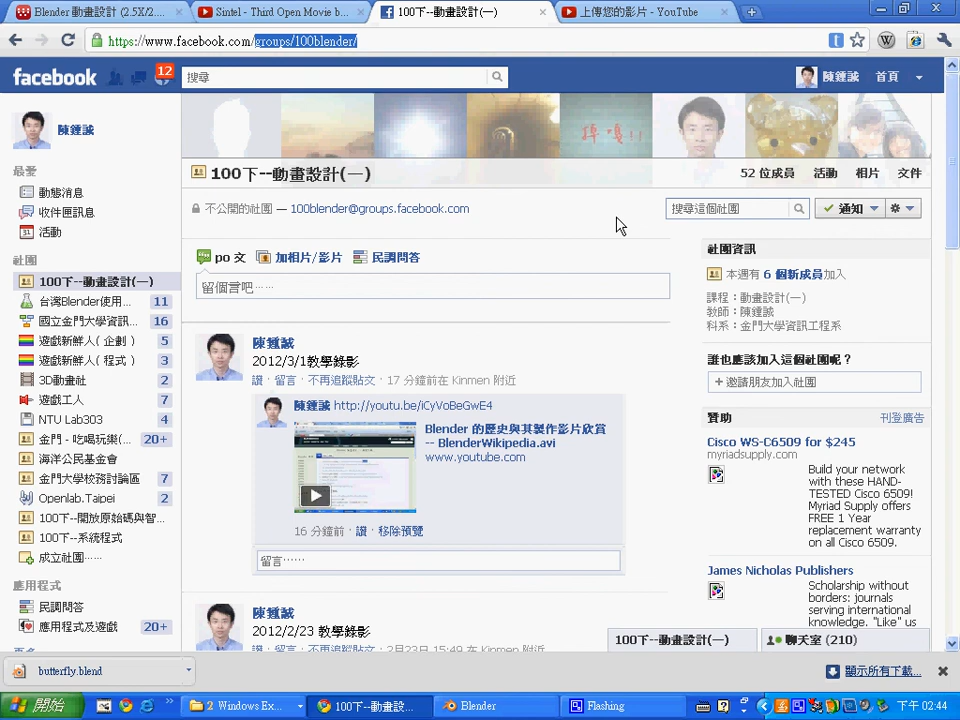 Blender 動畫設計 (2.5X/2....
Sintel - Third Open Movie b...
100下--動畫設計(一)
上傳您的影片 - YouTube
https://www.facebook.com/groups/100blender/
facebook
12
搜尋
陳鍾誠
首頁
陳鍾誠
最愛
動態消息
收件匣訊息
活動
社團
100下--動畫設計(一)
台灣Blender使用... 11
國立金門大學資訊... 16
遊戲新鮮人( 企劃 ) 5
遊戲新鮮人( 程式 ) 3
3D動畫社 2
遊戲工人 7
NTU Lab303 4
金門 - 吃喝玩樂(... 20+
海洋公民基金會
金門大學校務討論區 7
Openlab.Taipei 2
100下--開放原始碼與智...
100下--系統程式
成立社團⋯⋯
應用程式
民調問答
應用程式及遊戲 20+
100下--動畫設計(一)
52 位成員 活動 相片 文件
不公開的社團 — 100blender@groups.facebook.com
搜尋這個社團
通知
po 文 加相片/影片 民調問答
留個言吧⋯⋯
陳鍾誠
2012/3/1教學錄影
讚 · 留言 · 不再追蹤貼文 · 17 分鐘前在 Kinmen 附近
陳鍾誠 http://youtu.be/iCyVoBeGwE4
Blender 的歷史與其製作影片欣賞
-- BlenderWikipedia.avi
www.youtube.com
16 分鐘前 · 讚 · 移除預覽
留言⋯⋯
陳鍾誠
2012/2/23 教學錄影
讚 · 留言 · 不再追蹤貼文 · 2月23日 15:49 在 Kinmen 附近
社團資訊
本週有 6 個新成員加入
課程：動畫設計(一)
教師：陳鍾誠
科系：金門大學資訊工程系
誰也應該加入這個社團呢？
+ 邀請朋友加入社團
贊助 刊登廣告
Cisco WS-C6509 for $245
myriadsupply.com
Build your network
with these HAND-
TESTED Cisco 6509!
Myriad Supply offers
FREE 1 Year
replacement warranty
on all Cisco 6509.
James Nicholas Publishers
Scholarship without
borders: journals
serving international
knowledge. "Like" us
100下--動畫設計(一)
聊天室 (210)
butterfly.blend
顯示所有下載...
開始
2 Windows Ex...
100下--動畫設...
Blender
Flashing
下午 02:44